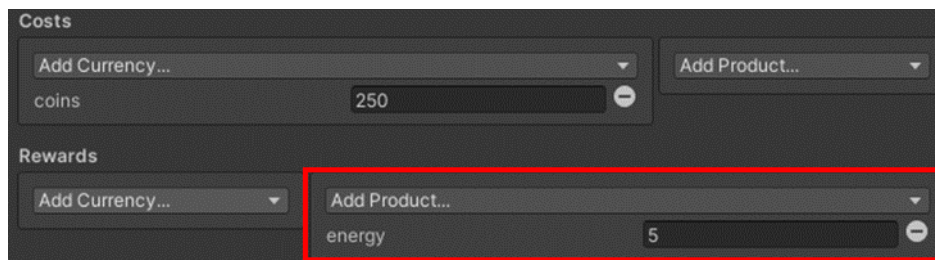 Costs
Add Currency... Add Product...
coins 250
Rewards
Add Currency... Add Product...
energy 5